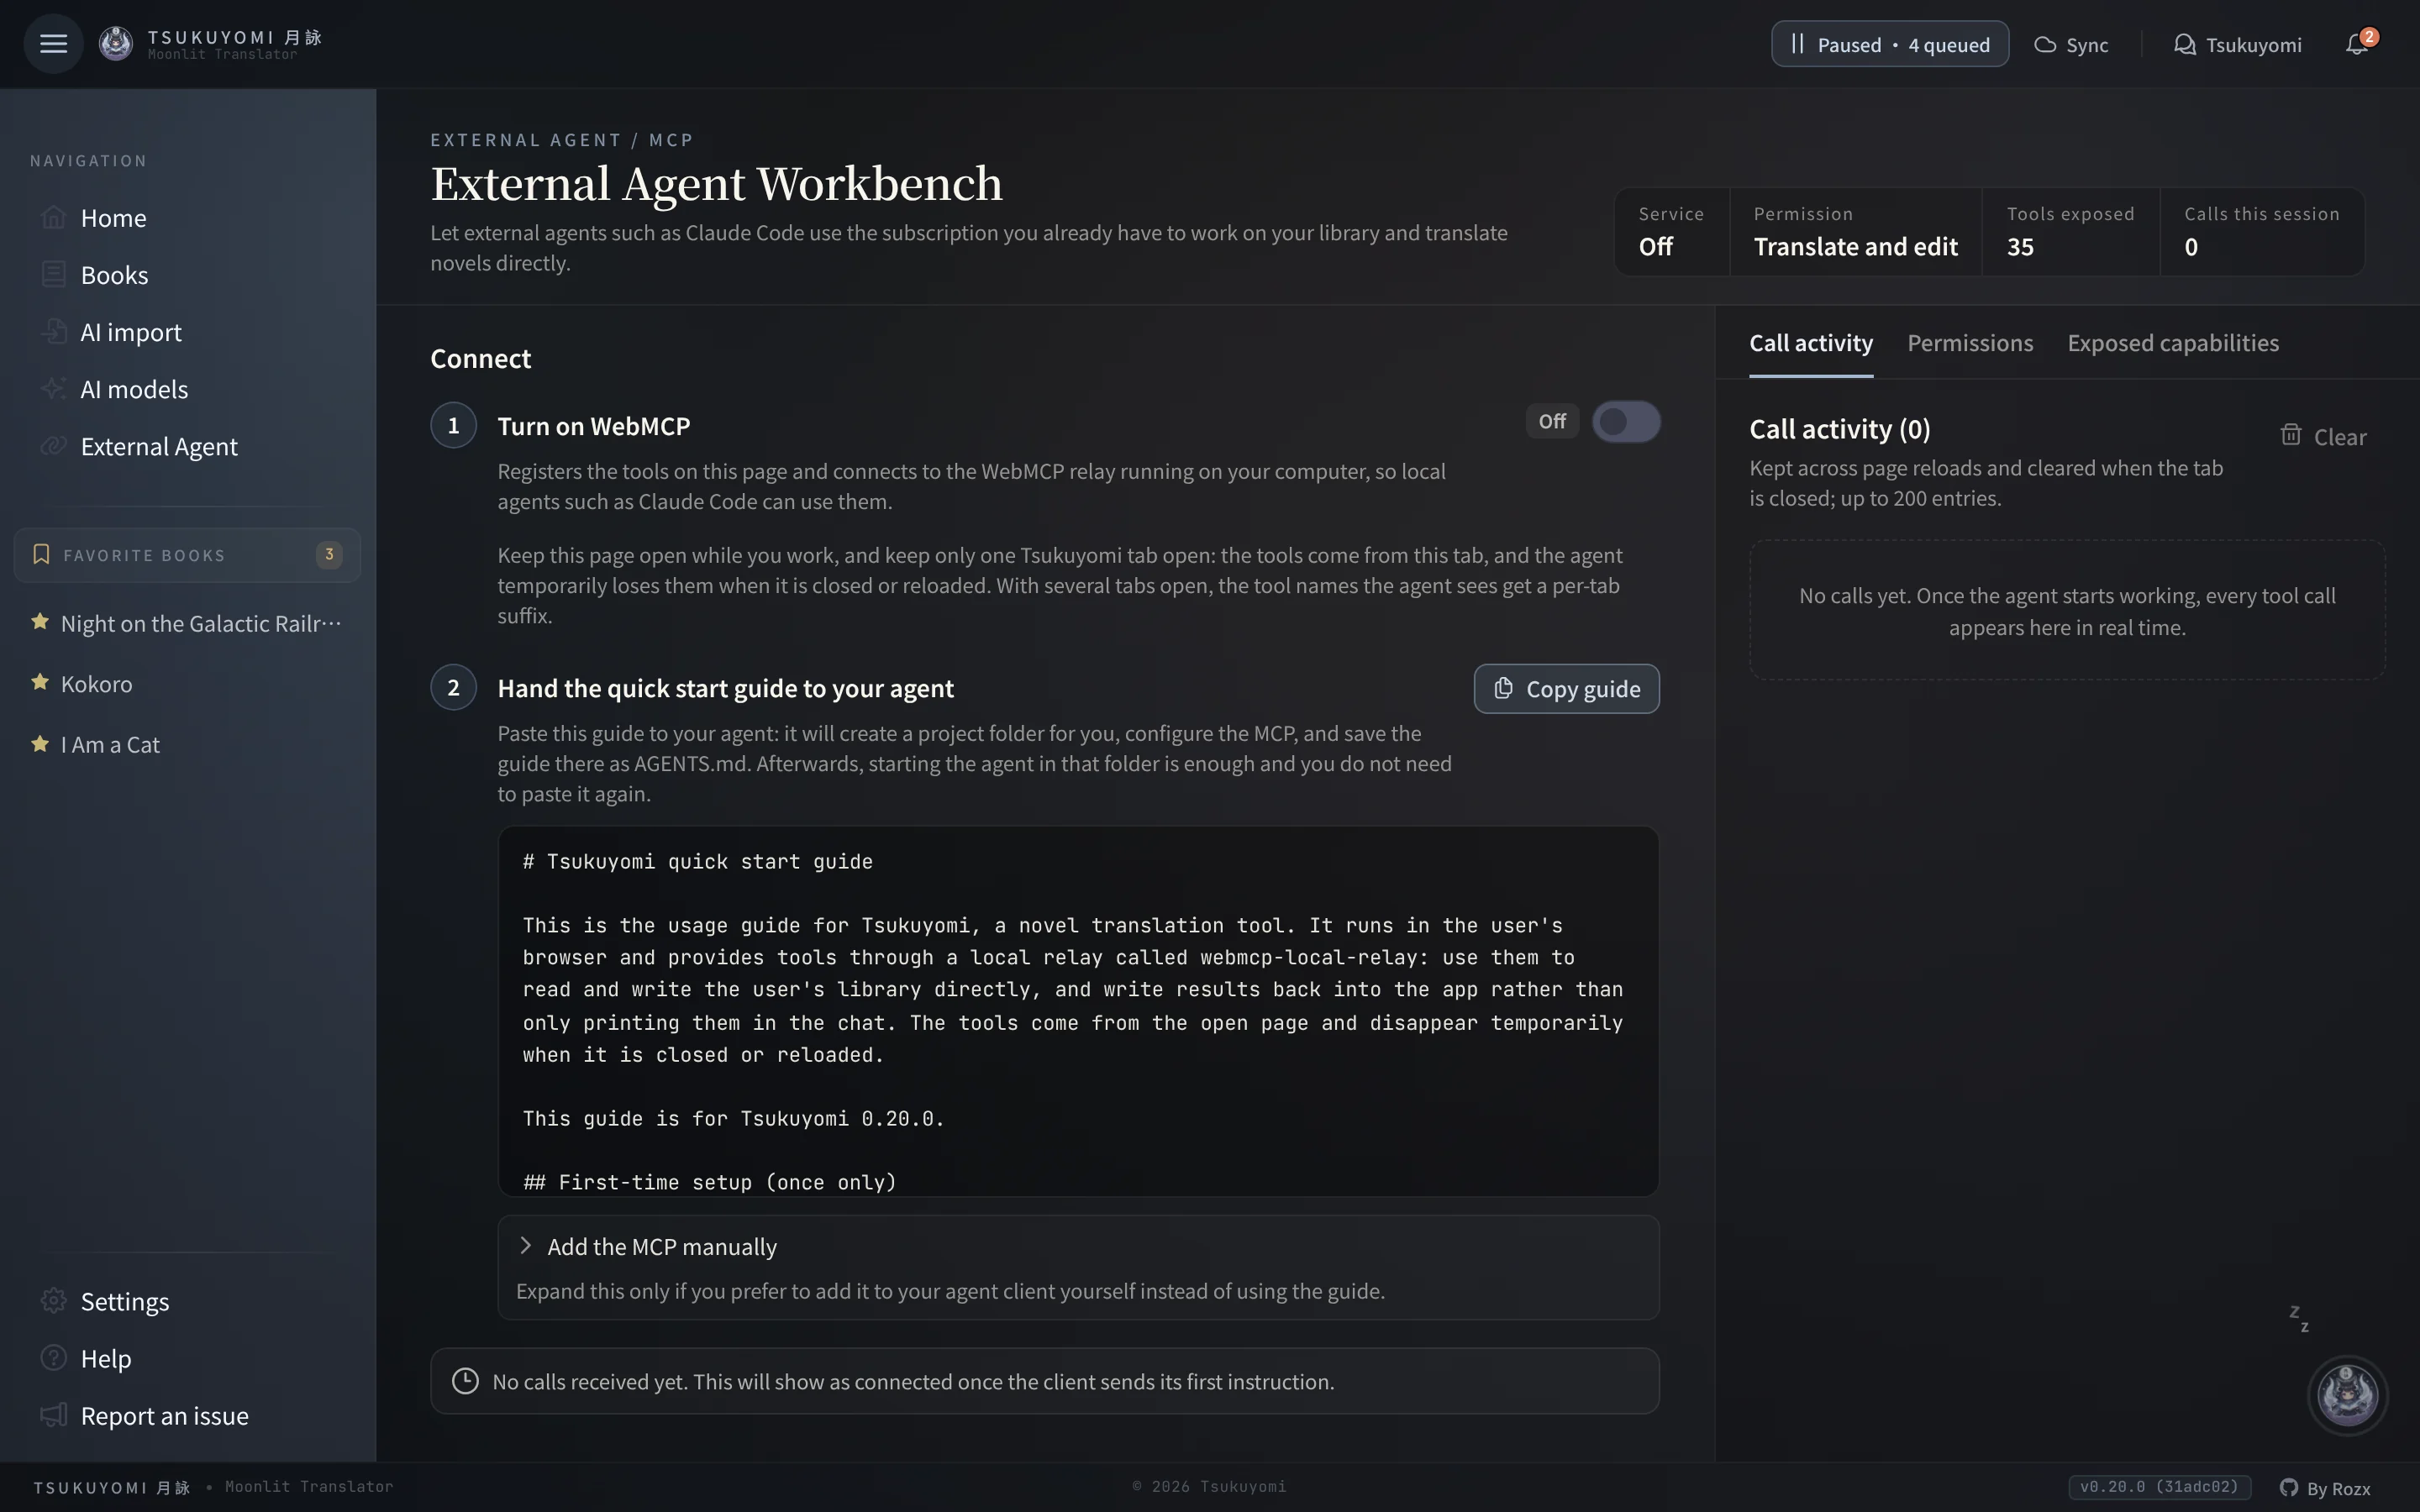 TSUKUYOMI 月詠
Moonlit Translator
Paused • 4 queued
Sync
Tsukuyomi
2
NAVIGATION
Home
Books
AI import
AI models
External Agent
FAVORITE BOOKS
3
Night on the Galactic Railr…
Kokoro
I Am a Cat
Settings
Help
Report an issue
EXTERNAL AGENT / MCP
External Agent Workbench
Let external agents such as Claude Code use the subscription you already have to work on your library and translate
novels directly.
Service
Off
Permission
Translate and edit
Tools exposed
35
Calls this session
0
Connect
1
Turn on WebMCP
Off
Registers the tools on this page and connects to the WebMCP relay running on your computer, so local
agents such as Claude Code can use them.
Keep this page open while you work, and keep only one Tsukuyomi tab open: the tools come from this tab, and the agent
temporarily loses them when it is closed or reloaded. With several tabs open, the tool names the agent sees get a per-tab
suffix.
2
Hand the quick start guide to your agent
Copy guide
Paste this guide to your agent: it will create a project folder for you, configure the MCP, and save the
guide there as AGENTS.md. Afterwards, starting the agent in that folder is enough and you do not need
to paste it again.
# Tsukuyomi quick start guide
This is the usage guide for Tsukuyomi, a novel translation tool. It runs in the user's
browser and provides tools through a local relay called webmcp-local-relay: use them to
read and write the user's library directly, and write results back into the app rather than
only printing them in the chat. The tools come from the open page and disappear temporarily
when it is closed or reloaded.
This guide is for Tsukuyomi 0.20.0.
## First-time setup (once only)
Add the MCP manually
Expand this only if you prefer to add it to your agent client yourself instead of using the guide.
No calls received yet. This will show as connected once the client sends its first instruction.
Call activity
Permissions
Exposed capabilities
Call activity (0)
Clear
Kept across page reloads and cleared when the tab
is closed; up to 200 entries.
No calls yet. Once the agent starts working, every tool call
appears here in real time.
z
z
TSUKUYOMI 月詠 • Moonlit Translator
© 2026 Tsukuyomi
v0.20.0 (31adc02)
By Rozx